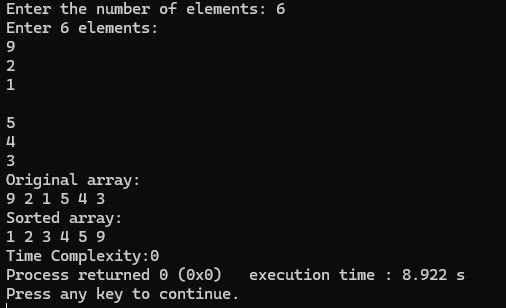 Enter the number of elements: 6
Enter 6 elements:
9
2
1
5
4
3
Original array:
9 2 1 5 4 3
Sorted array:
1 2 3 4 5 9
Time Complexity:0
Process returned 0 (0x0)   execution time : 8.922 s
Press any key to continue.